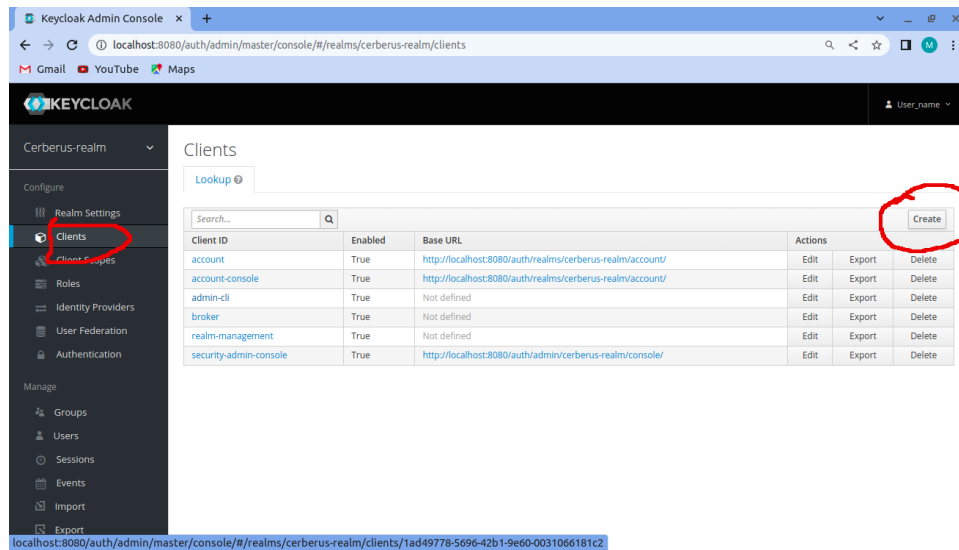 Keycloak Admin Console
localhost:8080/auth/admin/master/console/#/realms/cerberus-realm/clients
M
Gmail YouTube Maps
KEYCLOAK
User_name
Cerberus-realm
Configure
Realm Settings
Clients
Client Scopes
Roles
Identity Providers
User Federation
Authentication
Manage
Groups
Users
Sessions
Events
Import
Export
Clients
Lookup
Search... Create
Client ID Enabled Base URL Actions
account True http://localhost:8080/auth/realms/cerberus-realm/account/ Edit Export Delete
account-console True http://localhost:8080/auth/realms/cerberus-realm/account/ Edit Export Delete
admin-cli True Not defined Edit Export Delete
broker True Not defined Edit Export Delete
realm-management True Not defined Edit Export Delete
security-admin-console True http://localhost:8080/auth/admin/cerberus-realm/console/ Edit Export Delete
localhost:8080/auth/admin/master/console/#/realms/cerberus-realm/clients/1ad49778-5696-42b1-9e60-0031066181c2